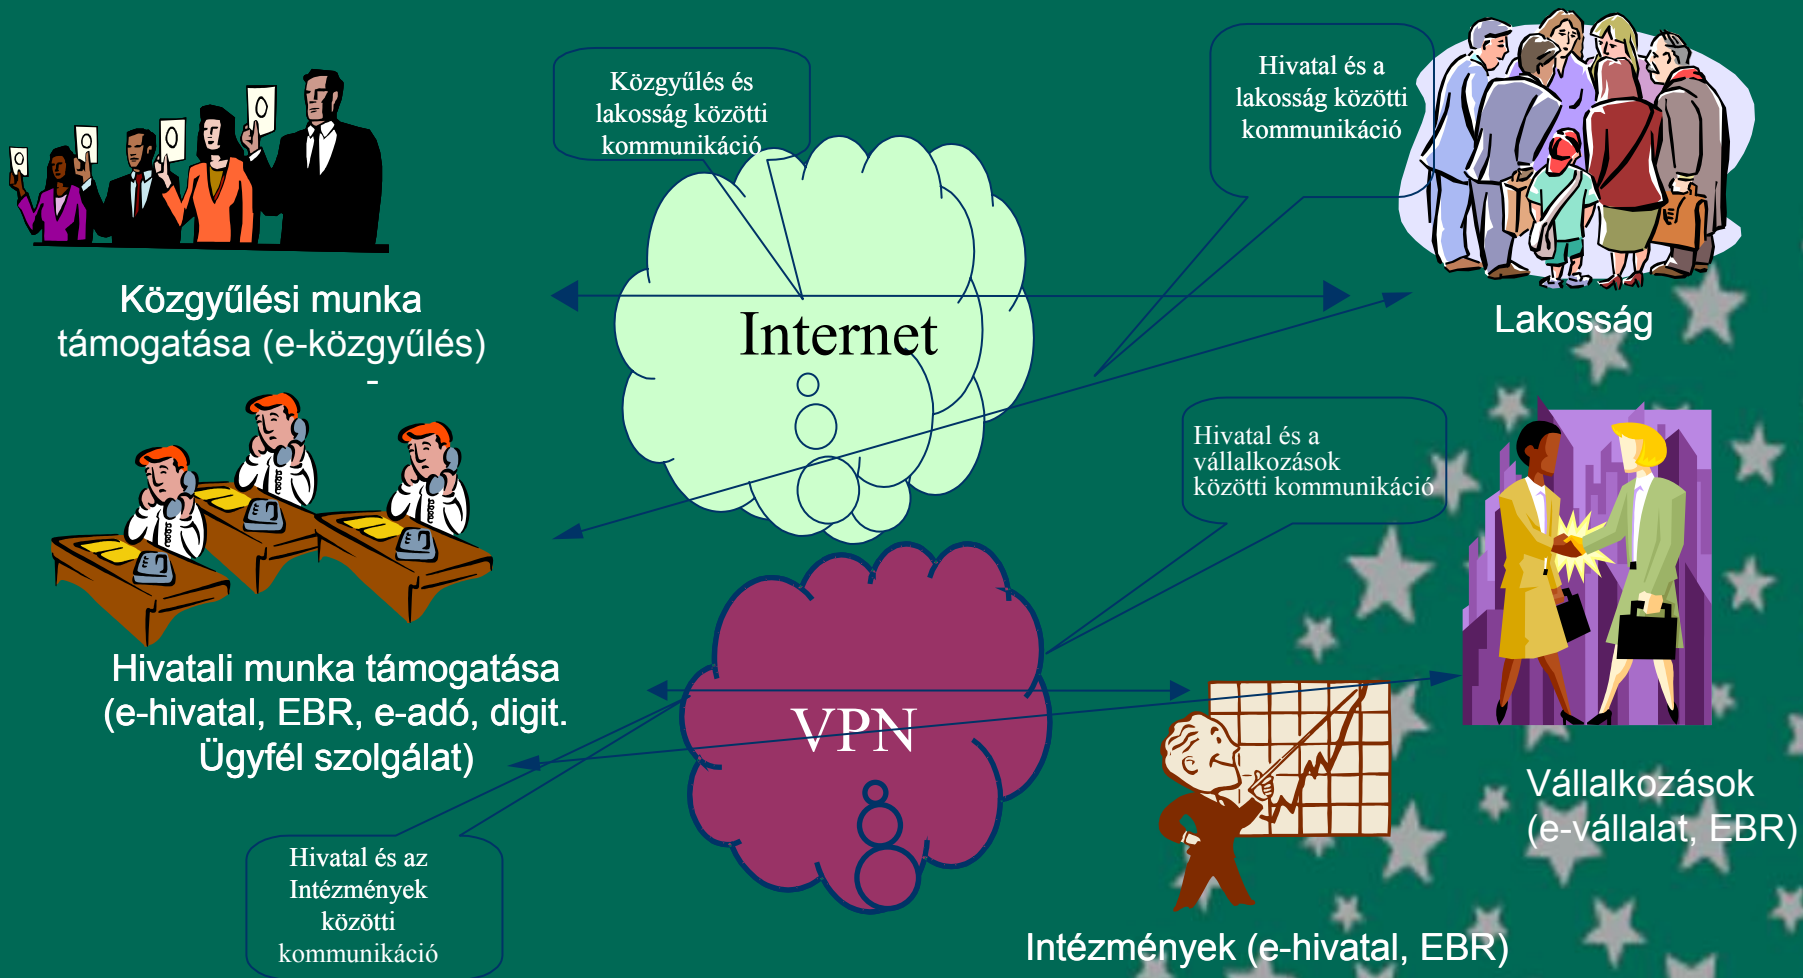 Közgyűlés és
lakosság közötti
kommunikáció
Hivatal és a
lakosság közötti
kommunikáció
Közgyűlési munka
támogatása (e-közgyűlés)
-
Internet
Lakosság
Hivatal és a
vállalkozások
közötti kommunikáció
Hivatali munka támogatása
(e-hivatal, EBR, e-adó, digit.
Ügyfél szolgálat)
VPN
Vállalkozások
(e-vállalat, EBR)
Hivatal és az
Intézmények
közötti
kommunikáció
Intézmények (e-hivatal, EBR)